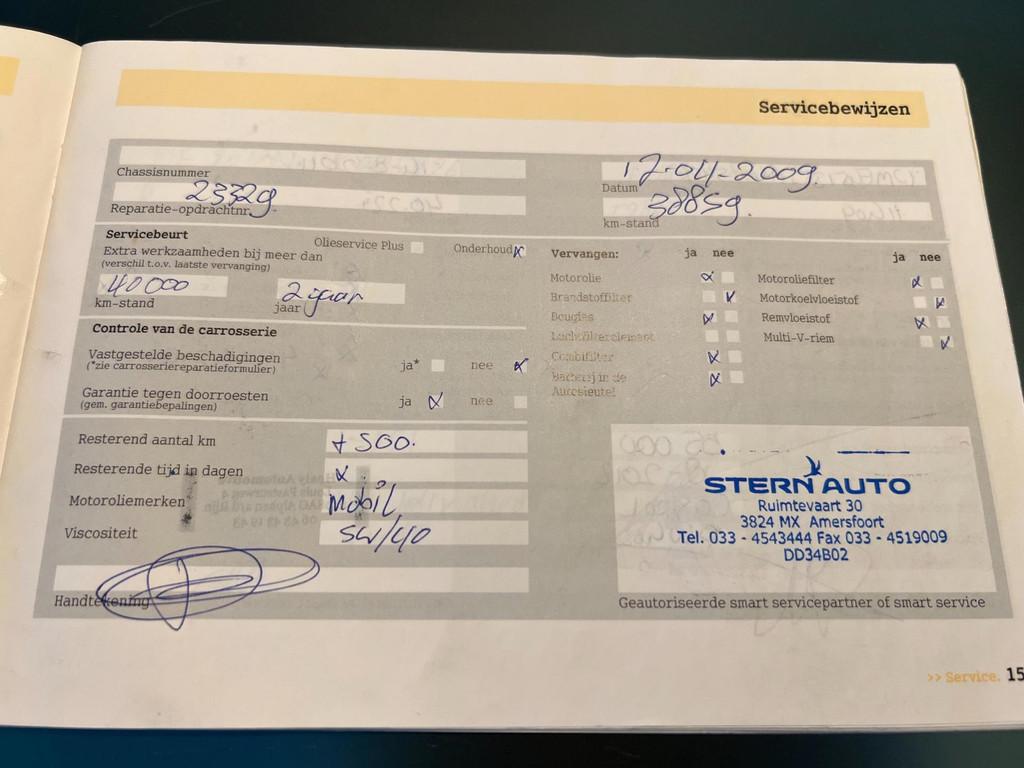 Servicebewijzen
Chassisnummer
17-04-2009.
Datum
23329
Reparatie-opdrachtnr.
38859.
km-stand
Servicebeurt
Olieservice Plus
Onderhoud x
Extra werkzaamheden bij meer dan
(verschil t.o.v. laatste vervanging)
40000
km-stand
2 jaar
jaar
Vervangen: ja nee
ja nee
Motorolie x
Motoroliefilter x
Brandstoffilter
Motorkoelvloeistof
Bougies x
Remvloeistof x
Luchtfilterelement
Multi-V-riem
Combifilter x
Batterij in de x
Autosleutel
Controle van de carrosserie
Vastgestelde beschadigingen
(*zie carrosseriereparatieformulier)
ja* nee x
Garantie tegen doorroesten
(gem. garantiebepalingen)
ja x nee
Resterend aantal km
+ 500.
Resterende tijd in dagen
x
Motoroliemerken
Mobil
Viscositeit
5W/40
Handtekening
STERN AUTO
Ruimtevaart 30
3824 MX Amersfoort
Tel. 033 - 4543444 Fax 033 - 4519009
DD34B02
Geautoriseerde smart servicepartner of smart service
>> Service. 15